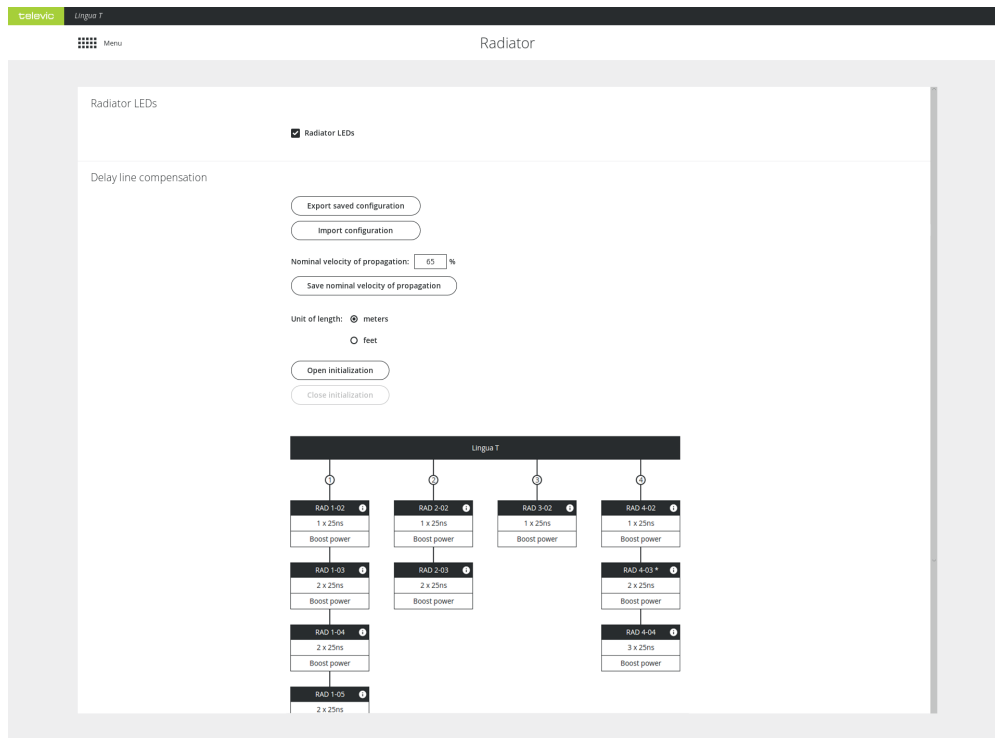 televic
Lingua T
Menu
Radiator
Radiator LEDs
Radiator LEDs
Delay line compensation
Export saved configuration
Import configuration
Nominal velocity of propagation: 65 %
Save nominal velocity of propagation
Unit of length: meters
feet
Open initialization
Close initialization
Lingua T
1 2 3 4
RAD 1-02 RAD 2-02 RAD 3-02 RAD 4-02
1 x 25ns 1 x 25ns 1 x 25ns 1 x 25ns
Boost power Boost power Boost power Boost power
RAD 1-03 RAD 2-03 RAD 4-03 *
2 x 25ns 2 x 25ns 2 x 25ns
Boost power Boost power Boost power
RAD 1-04 RAD 4-04
2 x 25ns 3 x 25ns
Boost power Boost power
RAD 1-05
2 x 25ns